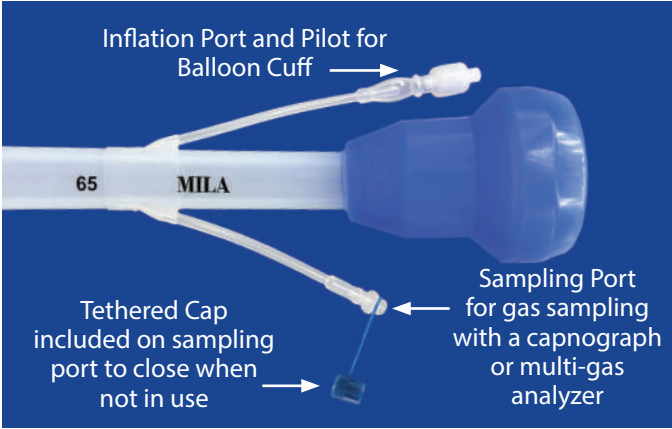 Inflation Port and Pilot for
Balloon Cuff
65
MILA
Tethered Cap
included on sampling
port to close when
not in use
Sampling Port
for gas sampling
with a capnograph
or multi-gas
analyzer